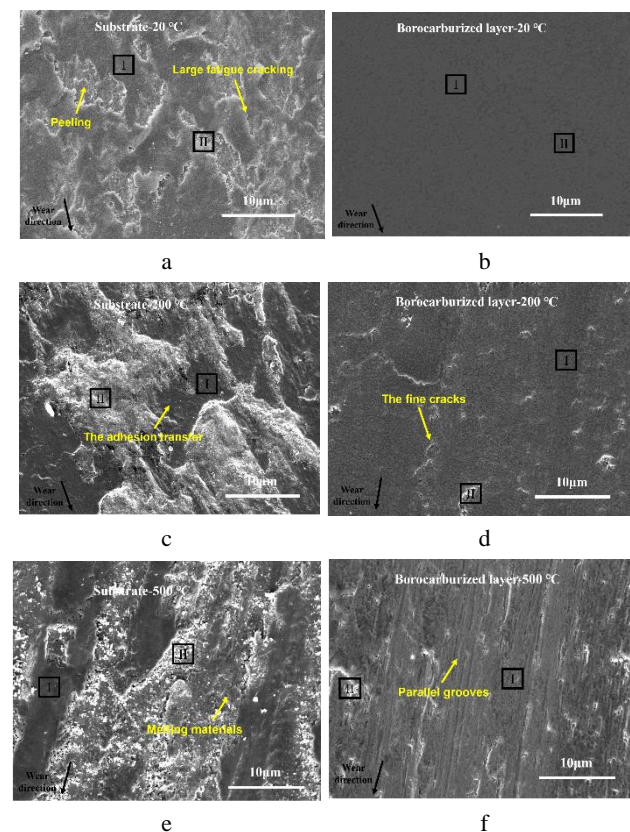 Substrate-20 ℃
Ⅰ
Large fatigue cracking
Peeling
II
Wear
direction
10μm
a
Borocarburized layer-20 ℃
Ⅰ
II
Wear
direction
10μm
b
Substrate-200 ℃
Ⅰ
II
The adhesion transfer
Wear
direction
10μm
c
Borocarburized layer-200 ℃
Ⅰ
The fine cracks
II
Wear
direction
10μm
d
Substrate-500 ℃
II
Ⅰ
Melting materials
Wear
direction
10μm
e
Borocarburized layer-500 ℃
Ⅰ
II
Parallel grooves
Wear
direction
10μm
f